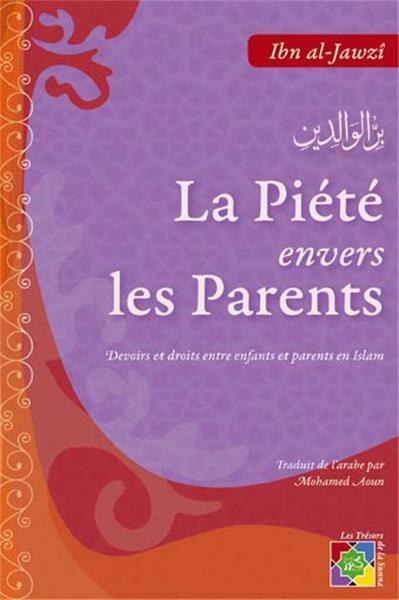 Ibn al-Jawzî
بر الوالدين
La Piété
envers
les Parents
Devoirs et droits entre enfants et parents en Islam
Traduit de l'arabe par
Mohamed Aoun
Les Trésors
de la Sunna